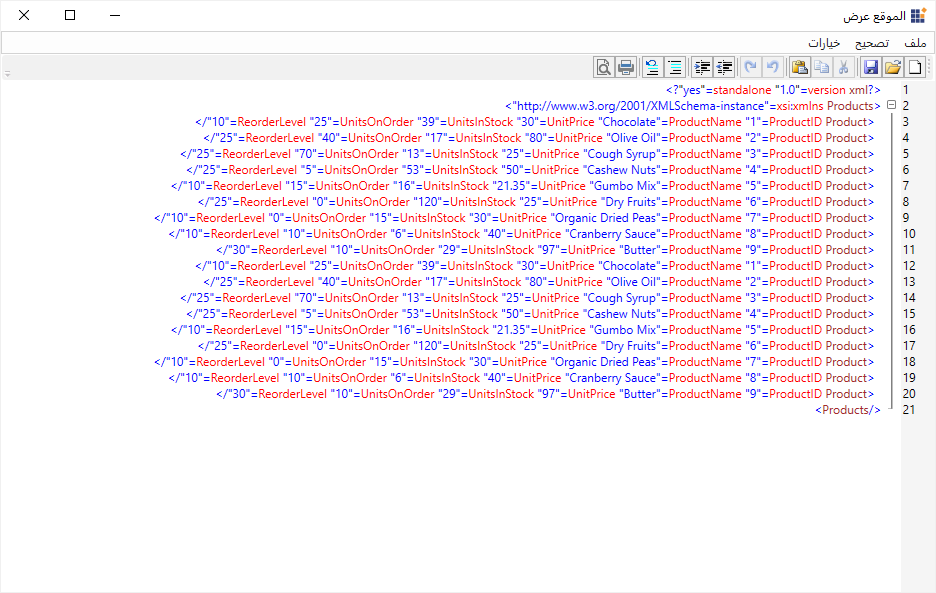 الموقع عرض
ملف تصحيح خيارات
1 <?xml version="1.0" standalone="yes"?>
2 <Products xsi:xmlns="http://www.w3.org/2001/XMLSchema-instance">
3 <Product ProductID="1" ProductName="Chocolate" UnitPrice="30" UnitsInStock="39" UnitsOnOrder="25" ReorderLevel="10"/>
4 <Product ProductID="2" ProductName="Olive Oil" UnitPrice="80" UnitsInStock="17" UnitsOnOrder="40" ReorderLevel="25"/>
5 <Product ProductID="3" ProductName="Cough Syrup" UnitPrice="25" UnitsInStock="13" UnitsOnOrder="70" ReorderLevel="25"/>
6 <Product ProductID="4" ProductName="Cashew Nuts" UnitPrice="50" UnitsInStock="53" UnitsOnOrder="5" ReorderLevel="25"/>
7 <Product ProductID="5" ProductName="Gumbo Mix" UnitPrice="21.35" UnitsInStock="16" UnitsOnOrder="15" ReorderLevel="10"/>
8 <Product ProductID="6" ProductName="Dry Fruits" UnitPrice="25" UnitsInStock="120" UnitsOnOrder="0" ReorderLevel="25"/>
9 <Product ProductID="7" ProductName="Organic Dried Peas" UnitPrice="30" UnitsInStock="15" UnitsOnOrder="0" ReorderLevel="10"/>
10 <Product ProductID="8" ProductName="Cranberry Sauce" UnitPrice="40" UnitsInStock="6" UnitsOnOrder="10" ReorderLevel="10"/>
11 <Product ProductID="9" ProductName="Butter" UnitPrice="97" UnitsInStock="29" UnitsOnOrder="10" ReorderLevel="30"/>
12 <Product ProductID="1" ProductName="Chocolate" UnitPrice="30" UnitsInStock="39" UnitsOnOrder="25" ReorderLevel="10"/>
13 <Product ProductID="2" ProductName="Olive Oil" UnitPrice="80" UnitsInStock="17" UnitsOnOrder="40" ReorderLevel="25"/>
14 <Product ProductID="3" ProductName="Cough Syrup" UnitPrice="25" UnitsInStock="13" UnitsOnOrder="70" ReorderLevel="25"/>
15 <Product ProductID="4" ProductName="Cashew Nuts" UnitPrice="50" UnitsInStock="53" UnitsOnOrder="5" ReorderLevel="25"/>
16 <Product ProductID="5" ProductName="Gumbo Mix" UnitPrice="21.35" UnitsInStock="16" UnitsOnOrder="15" ReorderLevel="10"/>
17 <Product ProductID="6" ProductName="Dry Fruits" UnitPrice="25" UnitsInStock="120" UnitsOnOrder="0" ReorderLevel="25"/>
18 <Product ProductID="7" ProductName="Organic Dried Peas" UnitPrice="30" UnitsInStock="15" UnitsOnOrder="0" ReorderLevel="10"/>
19 <Product ProductID="8" ProductName="Cranberry Sauce" UnitPrice="40" UnitsInStock="6" UnitsOnOrder="10" ReorderLevel="10"/>
20 <Product ProductID="9" ProductName="Butter" UnitPrice="97" UnitsInStock="29" UnitsOnOrder="10" ReorderLevel="30"/>
21 </Products>